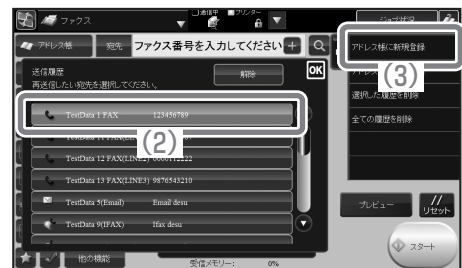 ファクス
送信中
プリンター
ジョブ状況
アドレス帳
宛先
ファクス番号を入力してください
アドレス帳に新規登録
送信履歴
再送信したい宛先を選択してください。
解除
OK
(3)
選択した履歴を削除
全ての履歴を削除
TestData 1 FAX 123456789
(2)
TestData 12 FAX(LINE2) 0000112222
TestData 13 FAX(LINE3) 9876543210
TestData 5(Email) Email desu
TestData 9(IFAX) Ifax desu
プレビュー
リセット
スタート
他の機能
受信メモリー: 0%